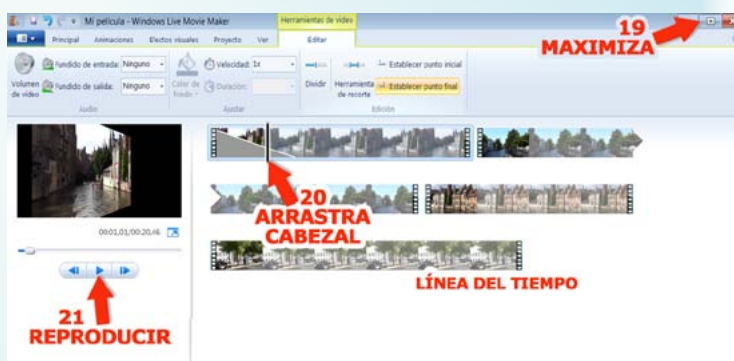 Mi película - Windows Live Movie Maker
Herramientas de video
19
MAXIMIZA
Principal Animaciones Efectos visuales Proyecto Ver Editar
Fundido de entrada: Ninguno Velocidad: 1x Establecer punto inicial
Volumen de video Fundido de salida: Ninguno Color de fondo Duración: Dividir Herramienta de recorte Establecer punto final
Audio Ajustar Edición
20
ARRASTRA
CABEZAL
00:01,01/00:20,46
LÍNEA DEL TIEMPO
21
REPRODUCIR